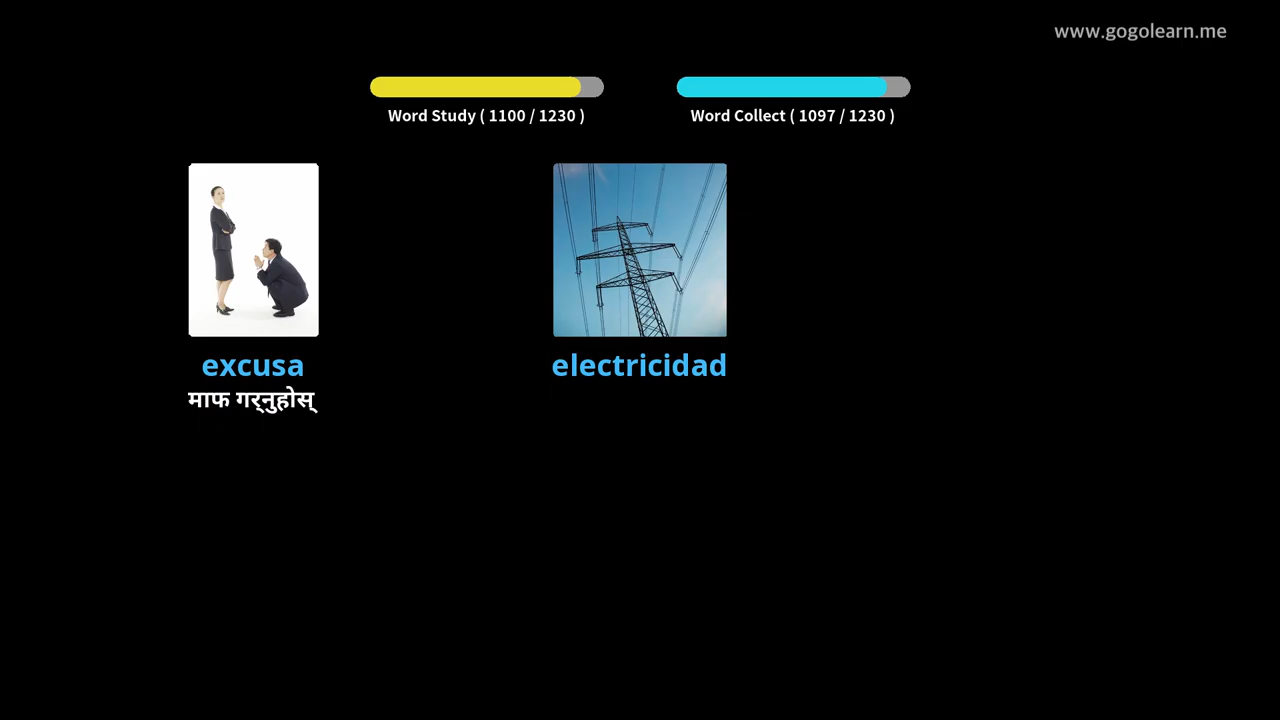 www.gogolearn.me
Word Study ( 1100 / 1230 )
Word Collect ( 1097 / 1230 )
excusa
माफ गर्नुहोस्
electricidad